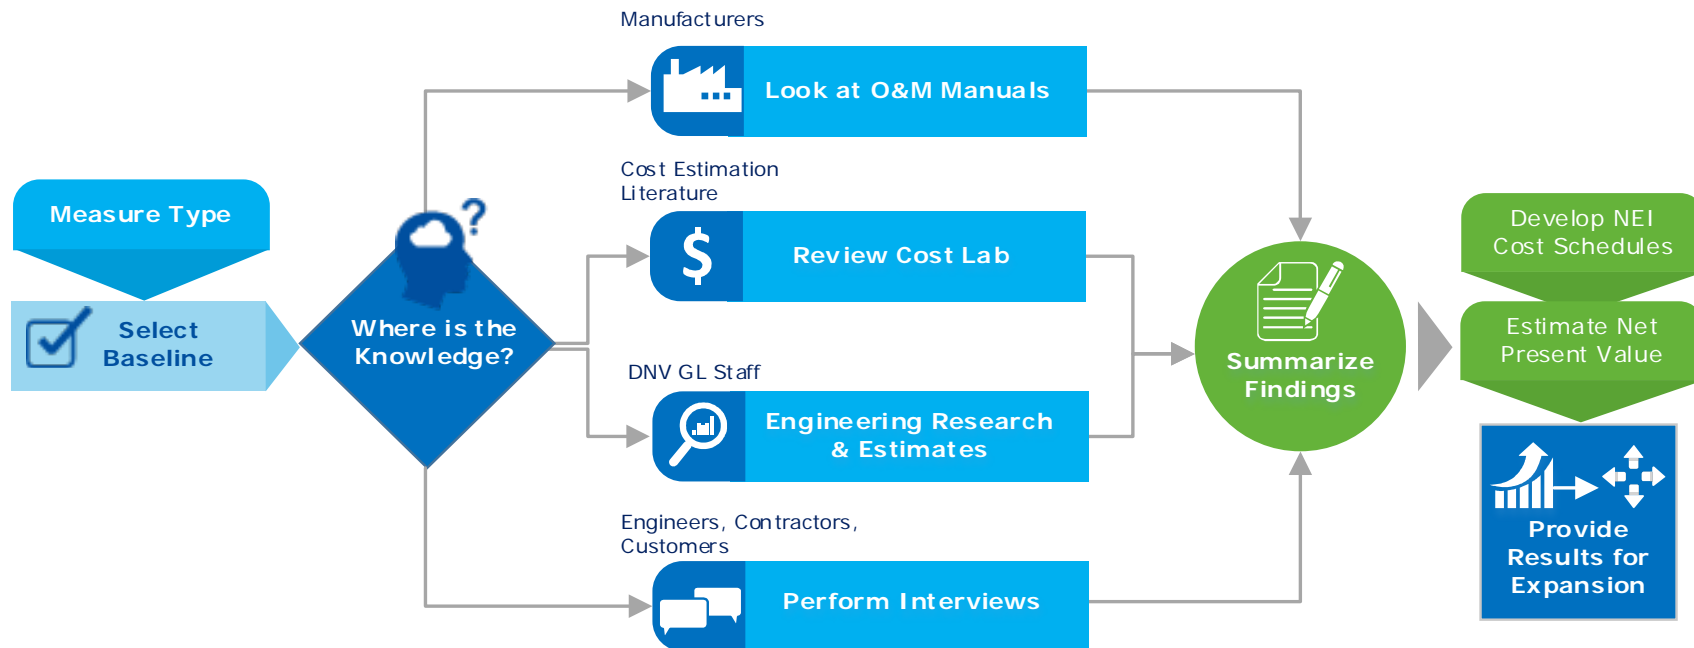 Manufacturers
Look at O&M Manuals
Cost Estimation
Literature
Review Cost Lab
Measure Type
Select
Baseline
Where is the
Knowledge?
DNV GL Staff
Engineering Research
& Estimates
Engineers, Contractors,
Customers
Perform Interviews
Summarize
Findings
Develop NEI
Cost Schedules
Estimate Net
Present Value
Provide
Results for
Expansion